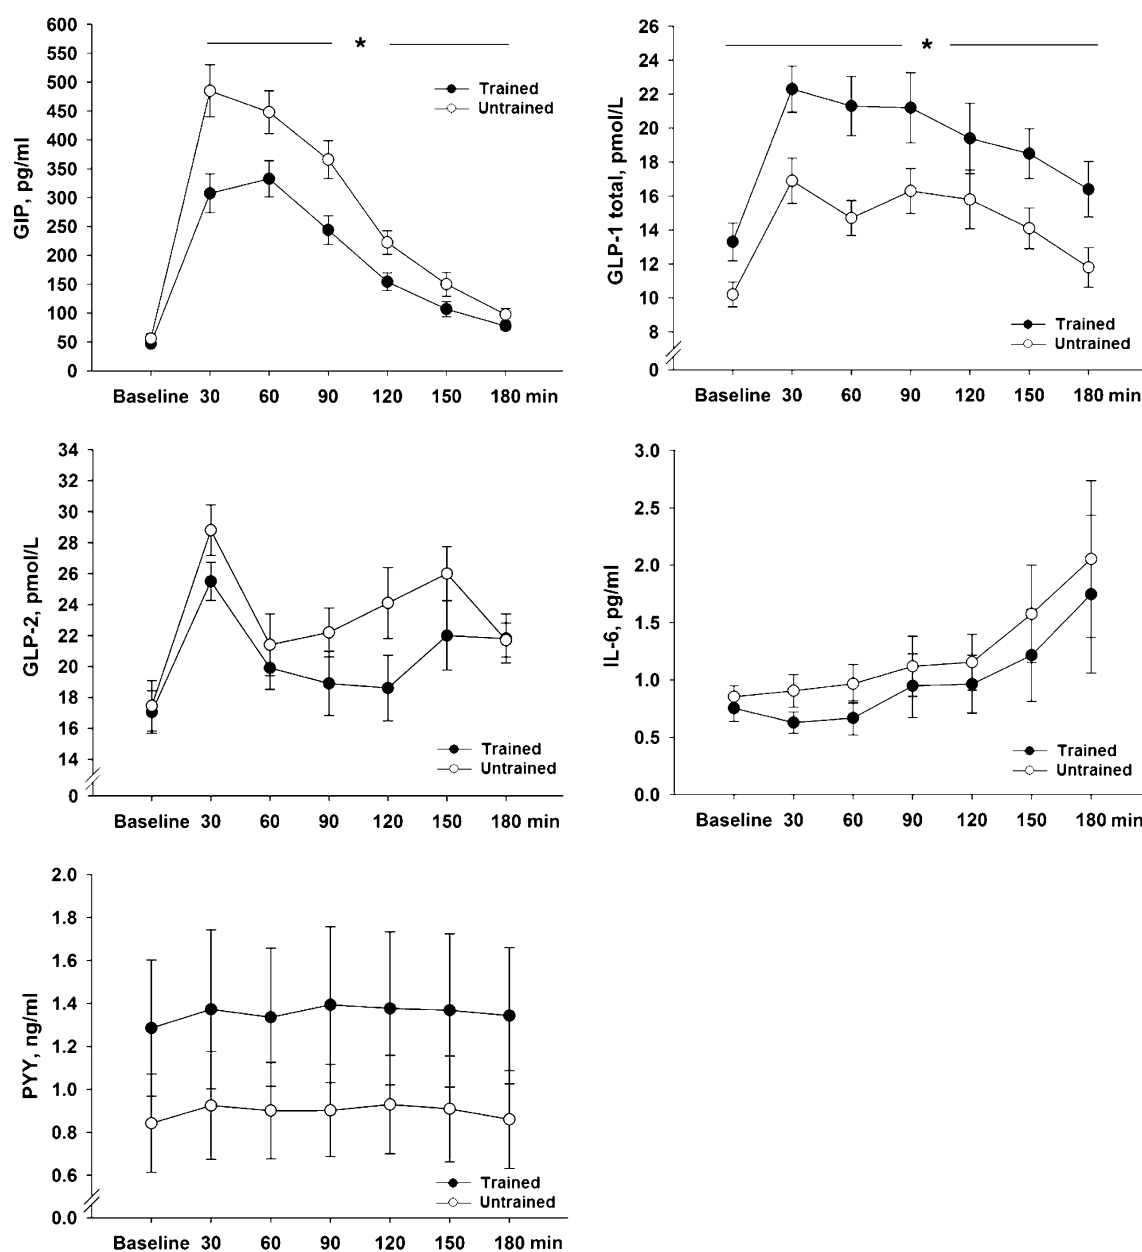 600
550
500
450
400
350
300
250
200
150
100
50
0
GIP, pg/ml
*
Trained
Untrained
Baseline 30 60 90 120 150 180 min
26
24
22
20
18
16
14
12
10
8
0
GLP-1 total, pmol/L
*
Trained
Untrained
Baseline 30 60 90 120 150 180 min
34
32
30
28
26
24
22
20
18
16
14
0
GLP-2, pmol/L
Trained
Untrained
Baseline 30 60 90 120 150 180 min
3.0
2.5
2.0
1.5
1.0
0.5
0.0
IL-6, pg/ml
Trained
Untrained
Baseline 30 60 90 120 150 180 min
2.0
1.8
1.6
1.4
1.2
1.0
0.8
0.6
0.0
PYY, ng/ml
Trained
Untrained
Baseline 30 60 90 120 150 180 min